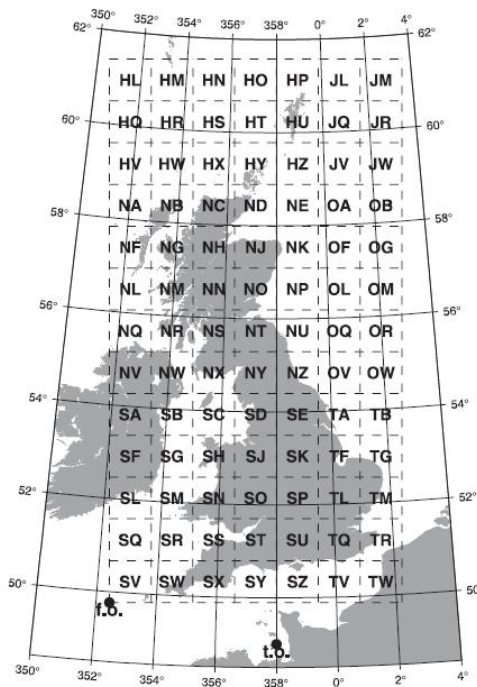 350° 352° 354° 356° 358° 0° 2° 4°
62° 62°
HL HM HN HO HP JL JM
60° HQ HR HS HT HU JQ JR 60°
HV HW HX HY HZ JV JW
58° NA NB NC ND NE OA OB 58°
NF NG NH NJ NK OF OG
NL NM NN NO NP OL OM
56° 56°
NQ NR NS NT NU OQ OR
NV NW NX NY NZ OV OW
54° SA SB SC SD SE TA TB 54°
SF SG SH SJ SK TF TG
52° SL SM SN SO SP TL TM 52°
SQ SR SS ST SU TQ TR
50° SV SW SX SY SZ TV TW 50°
f.o.
t.o.
350° 352° 354° 356° 358° 0° 2° 4°